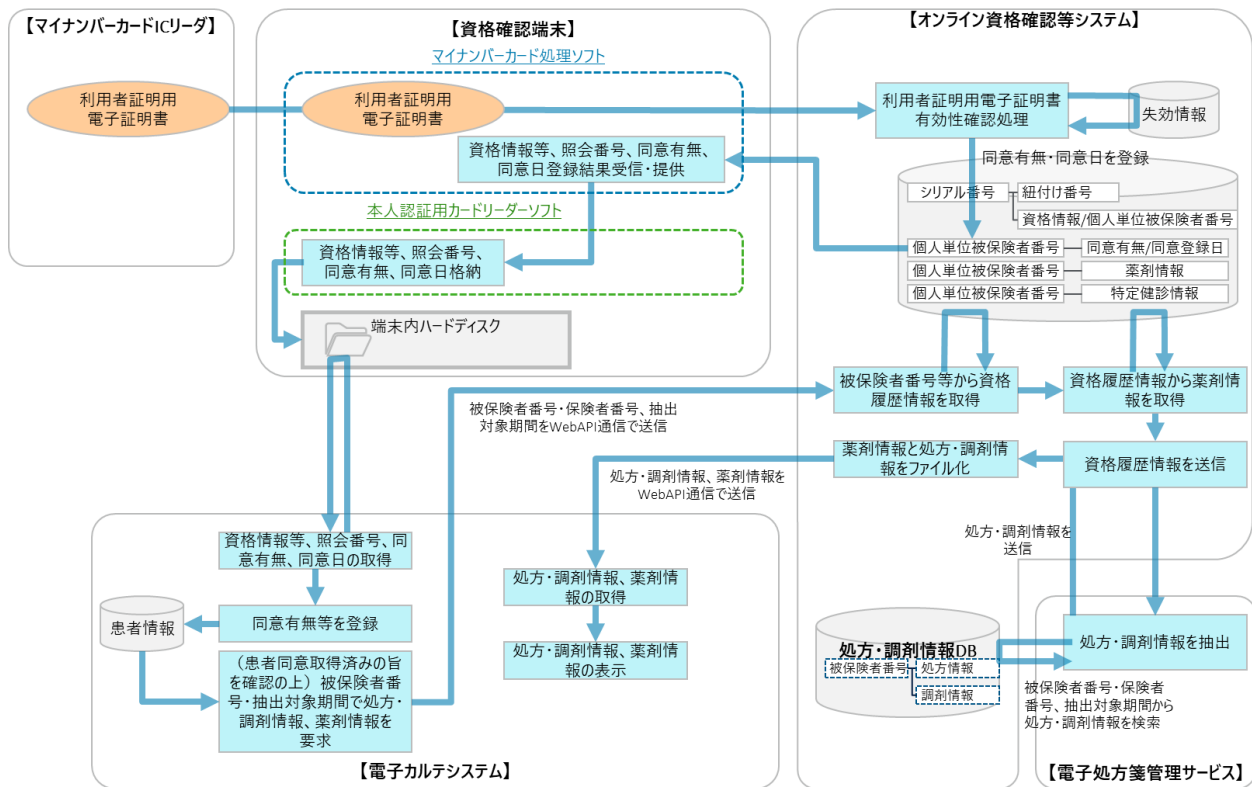 【マイナンバーカードICリーダ】
利用者証明用
電子証明書
【資格確認端末】
マイナンバーカード処理ソフト
利用者証明用
電子証明書
資格情報等、照会番号、同意有無、
同意日登録結果受信・提供
本人認証用カードリーダーソフト
資格情報等、照会番号、
同意有無、同意日格納
端末内ハードディスク
【オンライン資格確認等システム】
利用者証明用電子証明書
有効性確認処理
失効情報
同意有無・同意日を登録
シリアル番号
紐付け番号
資格情報/個人単位被保険者番号
個人単位被保険者番号
同意有無/同意登録日
個人単位被保険者番号
薬剤情報
個人単位被保険者番号
特定健診情報
被保険者番号等から資格
履歴情報を取得
資格履歴情報から薬剤情
報を取得
被保険者番号・保険者番号、抽出
対象期間をWebAPI通信で送信
薬剤情報と処方・調剤情
報をファイル化
資格履歴情報を送信
処方・調剤情報、薬剤情報を
WebAPI通信で送信
処方・調剤情報を
送信
資格情報等、照会番号、同
意有無、同意日の取得
同意有無等を登録
患者情報
（患者同意取得済みの旨
を確認の上）被保険者番
号・抽出対象期間で処方・
調剤情報、薬剤情報を
要求
処方・調剤情報、薬剤情
報の取得
処方・調剤情報、薬剤情
報の表示
【電子カルテシステム】
処方・調剤情報DB
被保険者番号
処方情報
調剤情報
処方・調剤情報を抽出
被保険者番号・保険者
番号、抽出対象期間から
処方・調剤情報を検索
【電子処方箋管理サービス】